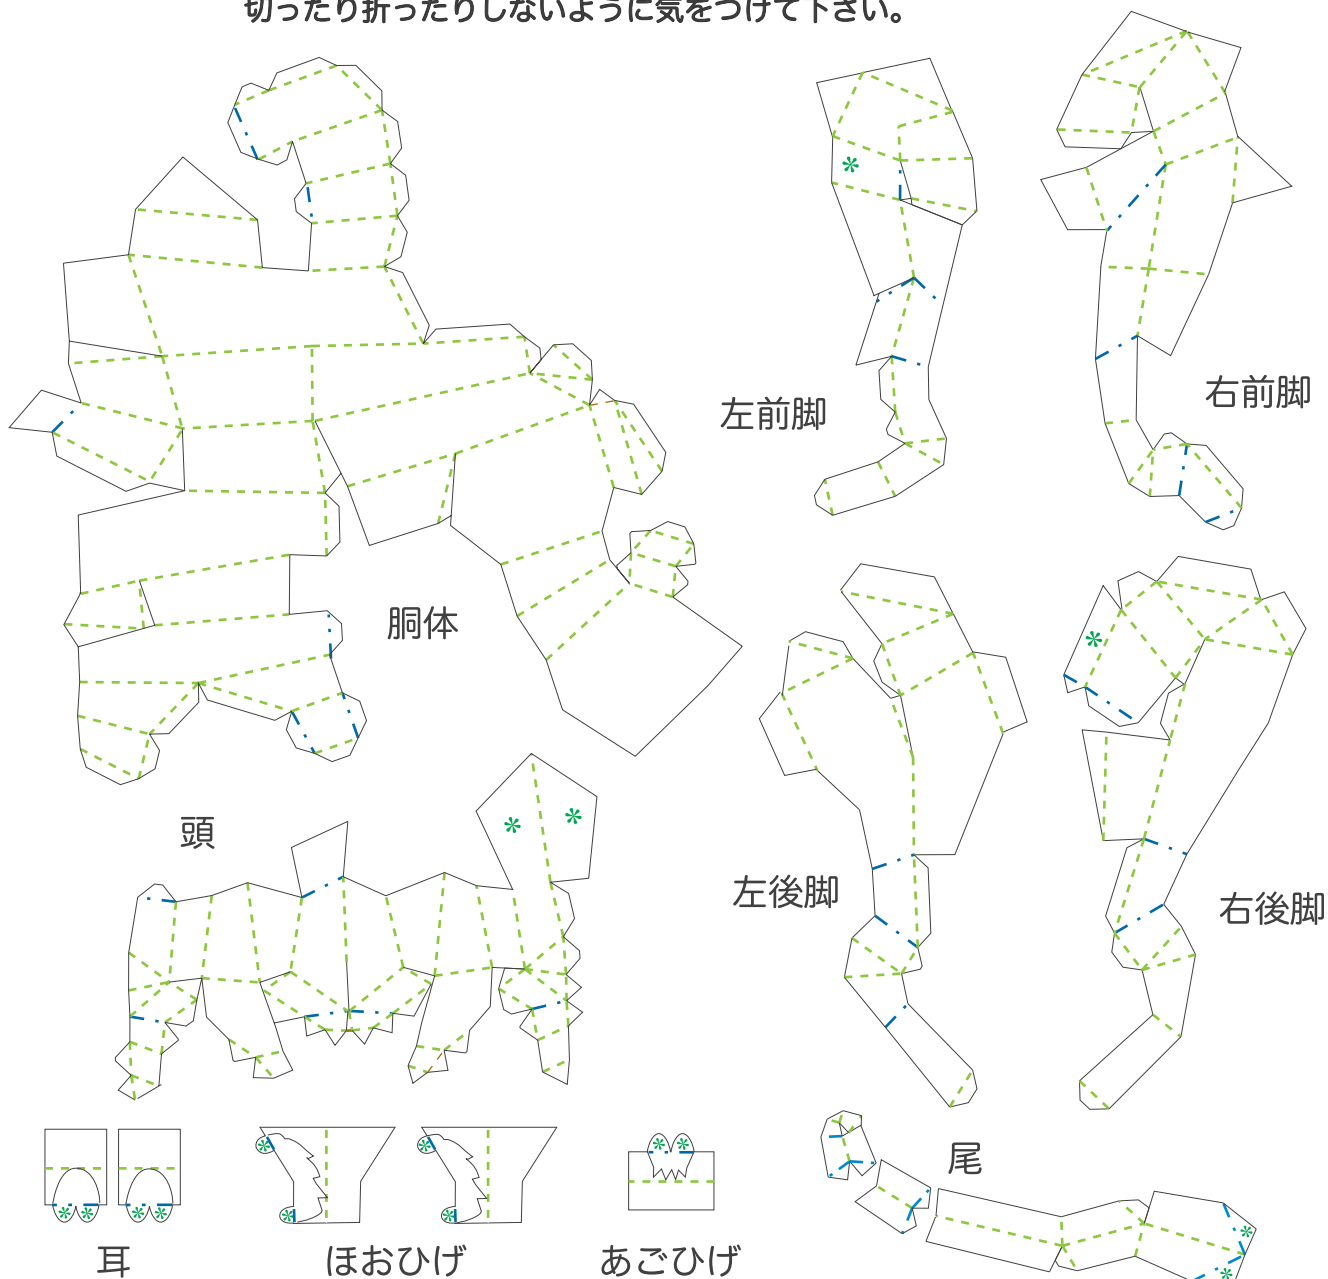 切ったり折ったりしないように気をつけて下さい。
左前脚
右前脚
胴体
頭
左後脚
右後脚
尾
耳
ほおひげ
あごひげ